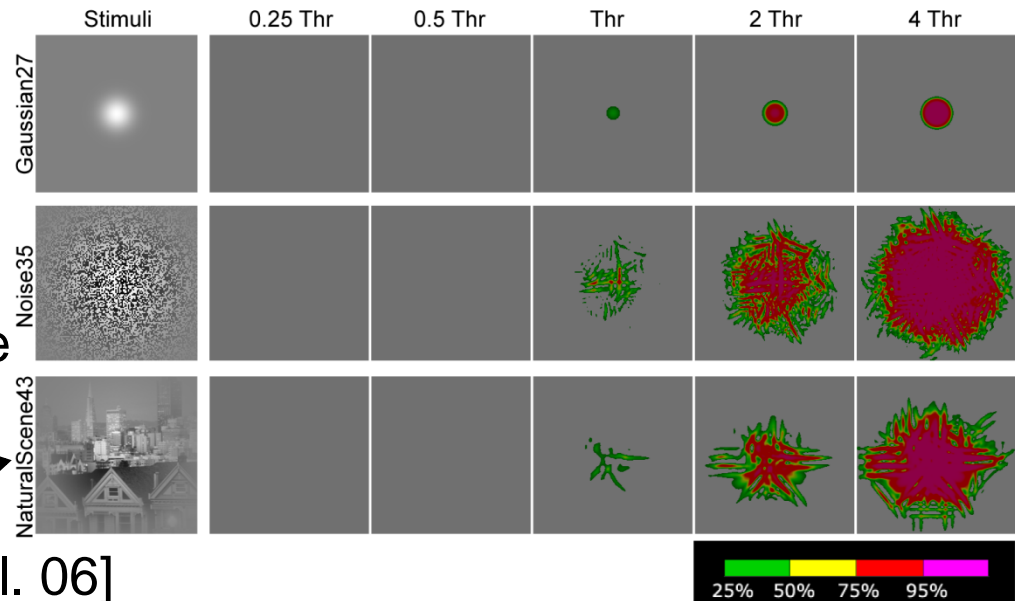 Stimuli 0.25 Thr 0.5 Thr Thr 2 Thr 4 Thr
Gaussian27
Noise35
e
NaturalScene43
l. 06]
25% 50% 75% 95%